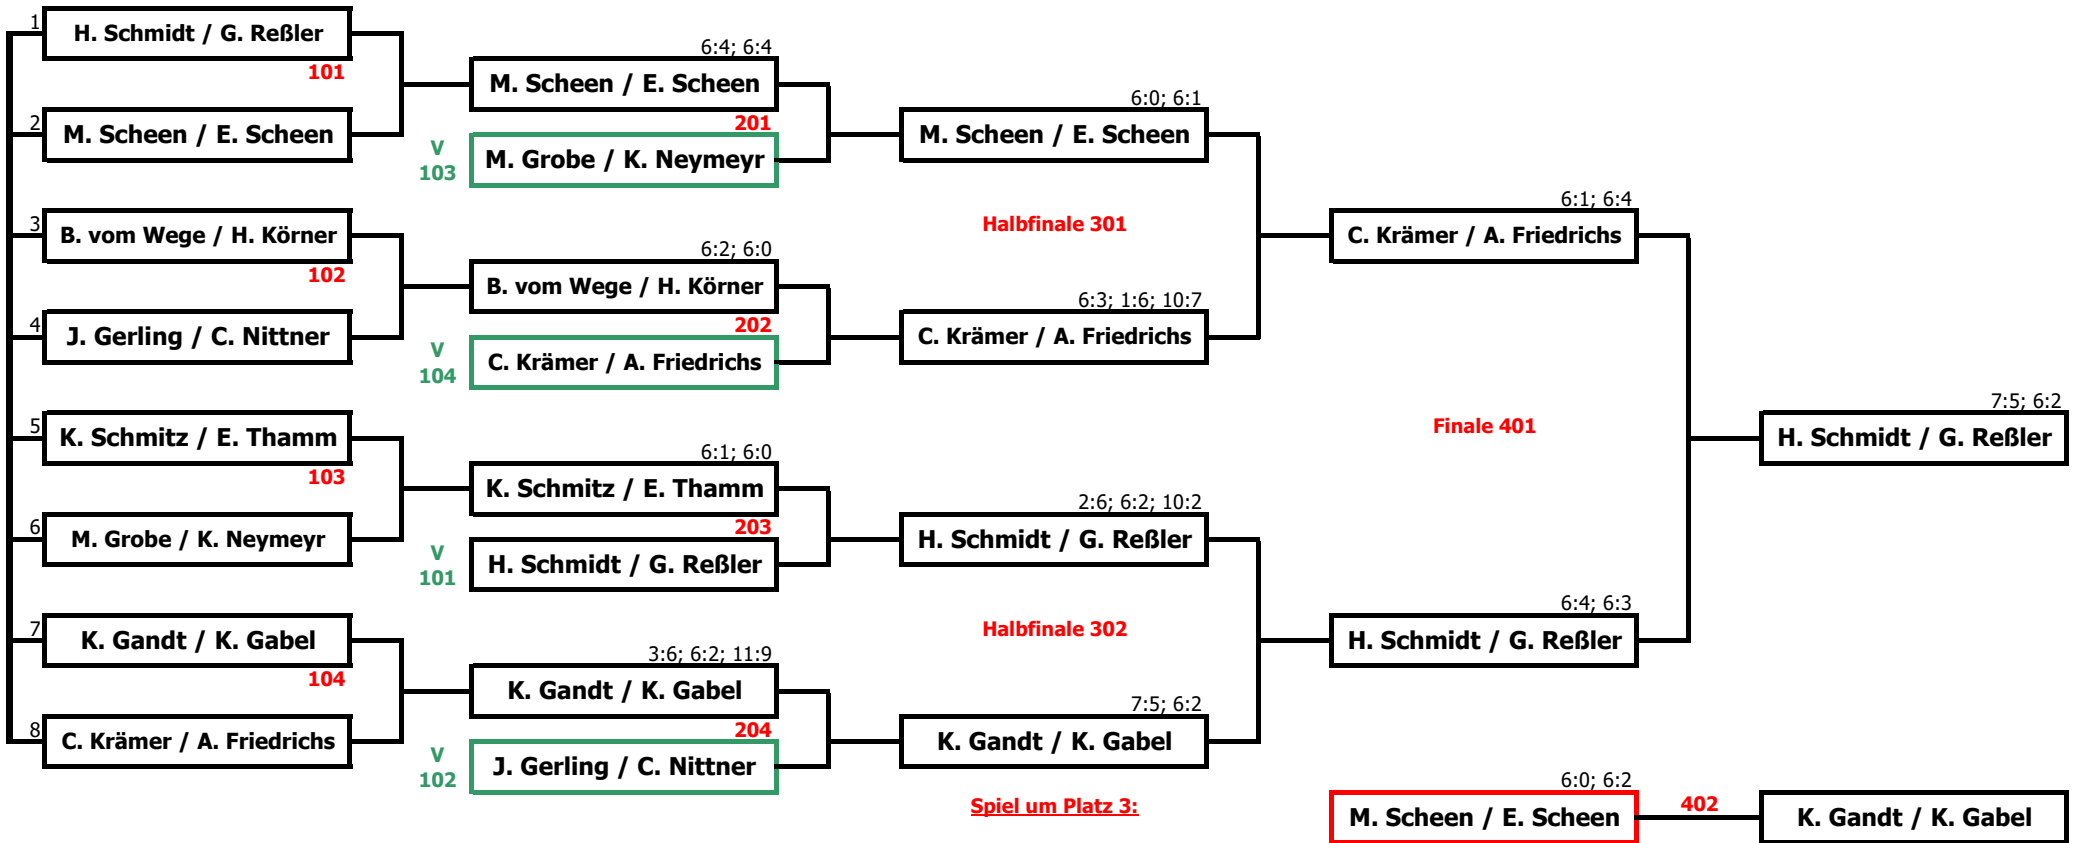 1
H. Schmidt / G. Reßler
101
2
M. Scheen / E. Scheen
3
B. vom Wege / H. Körner
102
4
J. Gerling / C. Nittner
5
K. Schmitz / E. Thamm
103
6
M. Grobe / K. Neymeyr
7
K. Gandt / K. Gabel
104
8
C. Krämer / A. Friedrichs
6:4; 6:4
M. Scheen / E. Scheen
201
V
103
M. Grobe / K. Neymeyr
6:2; 6:0
B. vom Wege / H. Körner
202
V
104
C. Krämer / A. Friedrichs
6:1; 6:0
K. Schmitz / E. Thamm
203
V
101
H. Schmidt / G. Reßler
3:6; 6:2; 11:9
K. Gandt / K. Gabel
204
V
102
J. Gerling / C. Nittner
6:0; 6:1
M. Scheen / E. Scheen
Halbfinale 301
6:3; 1:6; 10:7
C. Krämer / A. Friedrichs
2:6; 6:2; 10:2
H. Schmidt / G. Reßler
Halbfinale 302
7:5; 6:2
K. Gandt / K. Gabel
6:1; 6:4
C. Krämer / A. Friedrichs
Finale 401
6:4; 6:3
H. Schmidt / G. Reßler
7:5; 6:2
H. Schmidt / G. Reßler
Spiel um Platz 3:
6:0; 6:2
M. Scheen / E. Scheen
402
K. Gandt / K. Gabel